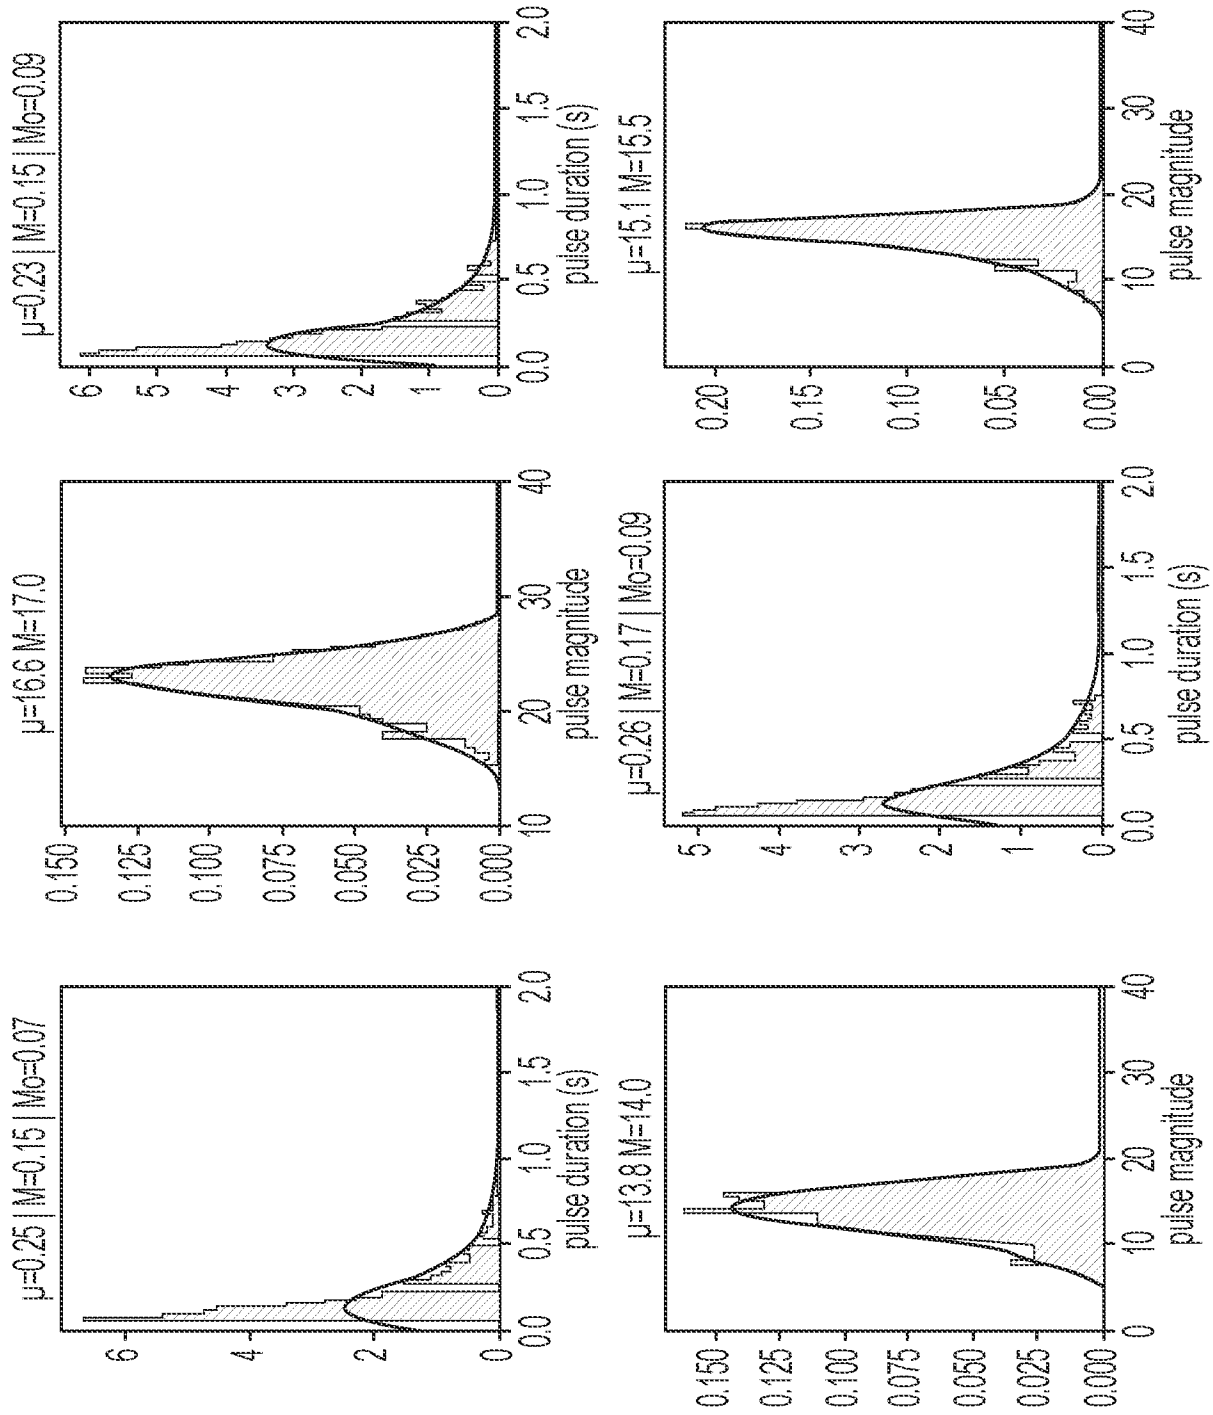 μ=0.25 | M=0.15 | Mo=0.07
6
4
2
0
0.0 0.5 1.0 1.5 2.0
pulse duration (s)
μ=16.6 M=17.0
0.150
0.125
0.100
0.075
0.050
0.025
0.000
10 20 30 40
pulse magnitude
μ=0.23 | M=0.15 | Mo=0.09
6
5
4
3
2
1
0
0.0 0.5 1.0 1.5 2.0
pulse duration (s)
μ=13.8 M=14.0
0.150
0.125
0.100
0.075
0.050
0.025
0.000
0 10 20 30 40
pulse magnitude
μ=0.26 | M=0.17 | Mo=0.09
5
4
3
2
1
0
0.0 0.5 1.0 1.5 2.0
pulse duration (s)
μ=15.1 M=15.5
0.20
0.15
0.10
0.05
0.00
0 10 20 30 40
pulse magnitude